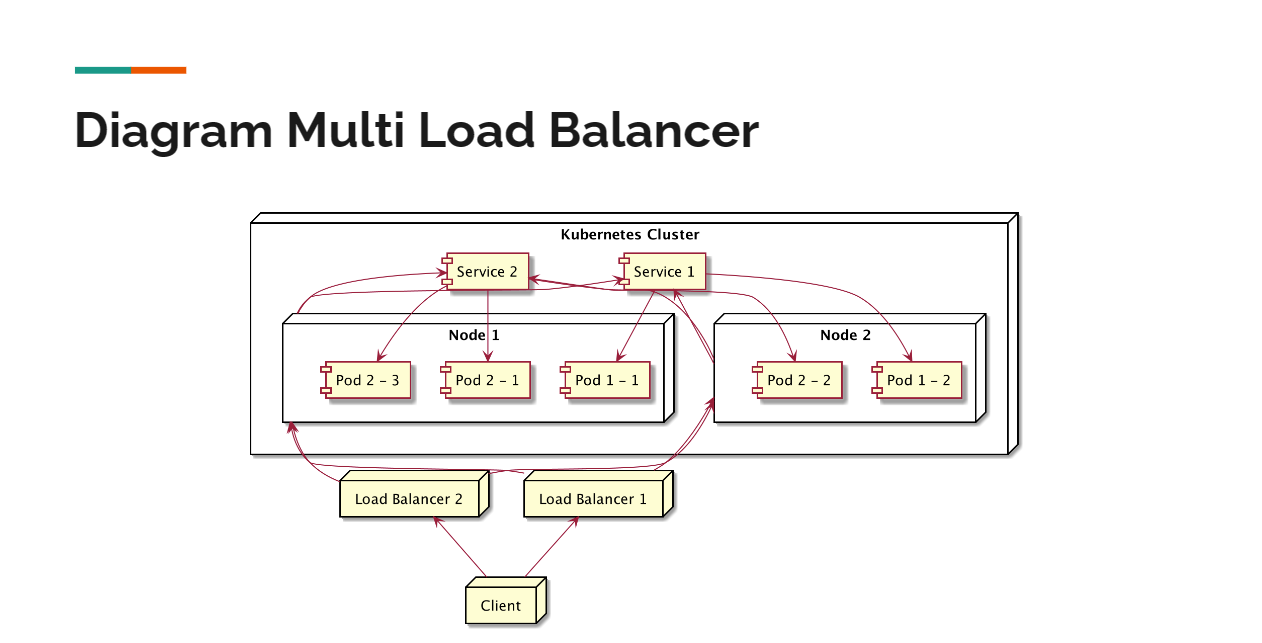 Diagram Multi Load Balancer
Kubernetes Cluster
Service 2
Service 1
Node 1
Node 2
Pod 2 – 3
Pod 2 – 1
Pod 1 – 1
Pod 2 – 2
Pod 1 – 2
Load Balancer 2
Load Balancer 1
Client